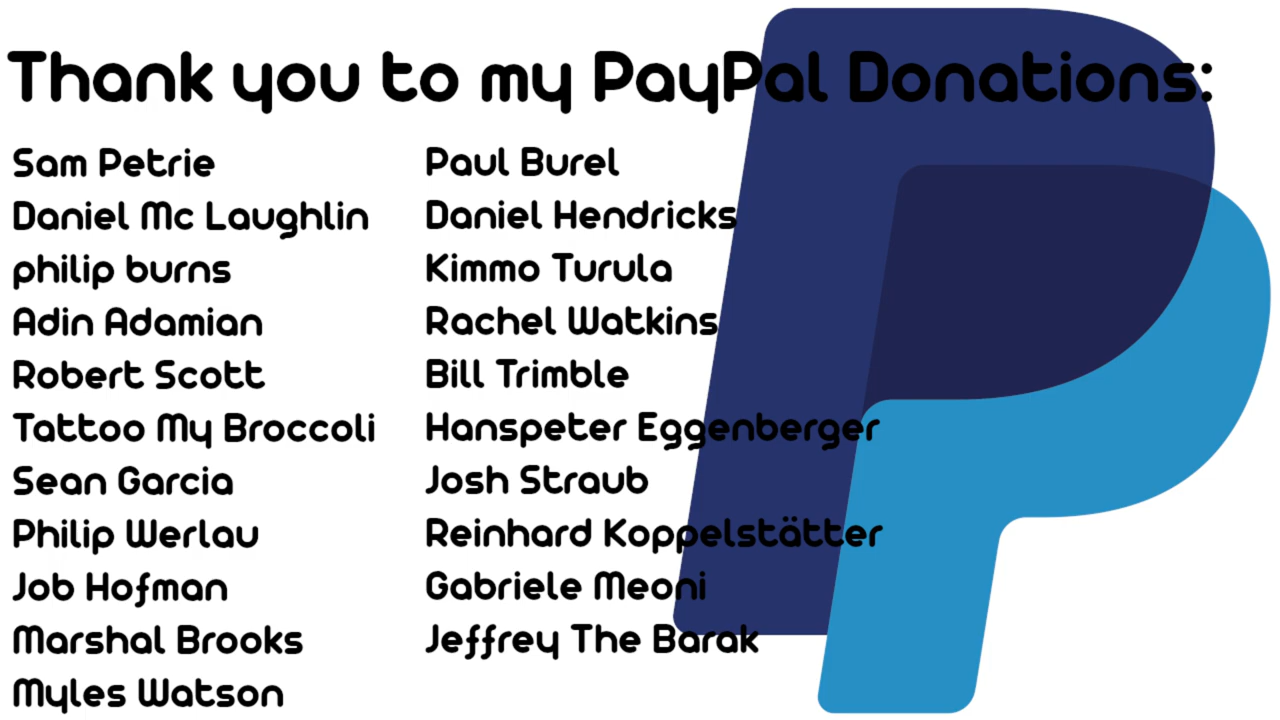 Thank you to my PayPal Donations:
Sam Petrie
Daniel Mc Laughlin
philip burns
Adin Adamian
Robert Scott
Tattoo My Broccoli
Sean Garcia
Philip Werlau
Job Hofman
Marshal Brooks
Myles Watson
Paul Burel
Daniel Hendricks
Kimmo Turula
Rachel Watkins
Bill Trimble
Hanspeter Eggenberger
Josh Straub
Reinhard Koppelstätter
Gabriele Meoni
Jeffrey The Barak